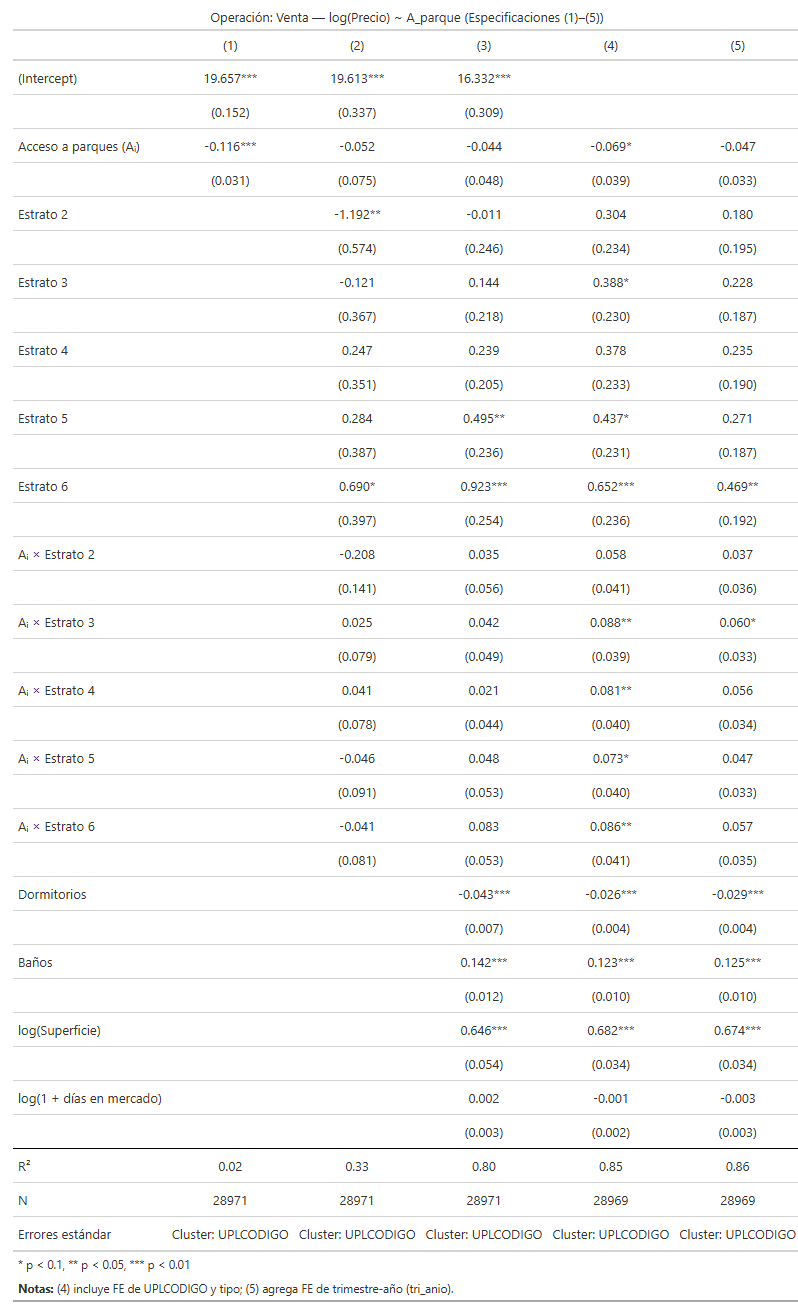 Operación: Venta — log(Precio) ~ A_parque (Especificaciones (1)–(5))
(1) (2) (3) (4) (5)
(Intercept) 19.657*** 19.613*** 16.332***
(0.152) (0.337) (0.309)
Acceso a parques (Aᵢ) -0.116*** -0.052 -0.044 -0.069* -0.047
(0.031) (0.075) (0.048) (0.039) (0.033)
Estrato 2 -1.192** -0.011 0.304 0.180
(0.574) (0.246) (0.234) (0.195)
Estrato 3 -0.121 0.144 0.388* 0.228
(0.367) (0.218) (0.230) (0.187)
Estrato 4 0.247 0.239 0.378 0.235
(0.351) (0.205) (0.233) (0.190)
Estrato 5 0.284 0.495** 0.437* 0.271
(0.387) (0.236) (0.231) (0.187)
Estrato 6 0.690* 0.923*** 0.652*** 0.469**
(0.397) (0.254) (0.236) (0.192)
Aᵢ × Estrato 2 -0.208 0.035 0.058 0.037
(0.141) (0.056) (0.041) (0.036)
Aᵢ × Estrato 3 0.025 0.042 0.088** 0.060*
(0.079) (0.049) (0.039) (0.033)
Aᵢ × Estrato 4 0.041 0.021 0.081** 0.056
(0.078) (0.044) (0.040) (0.034)
Aᵢ × Estrato 5 -0.046 0.048 0.073* 0.047
(0.091) (0.053) (0.040) (0.033)
Aᵢ × Estrato 6 -0.041 0.083 0.086** 0.057
(0.081) (0.053) (0.041) (0.035)
Dormitorios -0.043*** -0.026*** -0.029***
(0.007) (0.004) (0.004)
Baños 0.142*** 0.123*** 0.125***
(0.012) (0.010) (0.010)
log(Superficie) 0.646*** 0.682*** 0.674***
(0.054) (0.034) (0.034)
log(1 + días en mercado) 0.002 -0.001 -0.003
(0.003) (0.002) (0.003)
R² 0.02 0.33 0.80 0.85 0.86
N 28971 28971 28971 28969 28969
Errores estándar Cluster: UPLCODIGO Cluster: UPLCODIGO Cluster: UPLCODIGO Cluster: UPLCODIGO Cluster: UPLCODIGO
* p < 0.1, ** p < 0.05, *** p < 0.01
Notas: (4) incluye FE de UPLCODIGO y tipo; (5) agrega FE de trimestre-año (tri_anio).